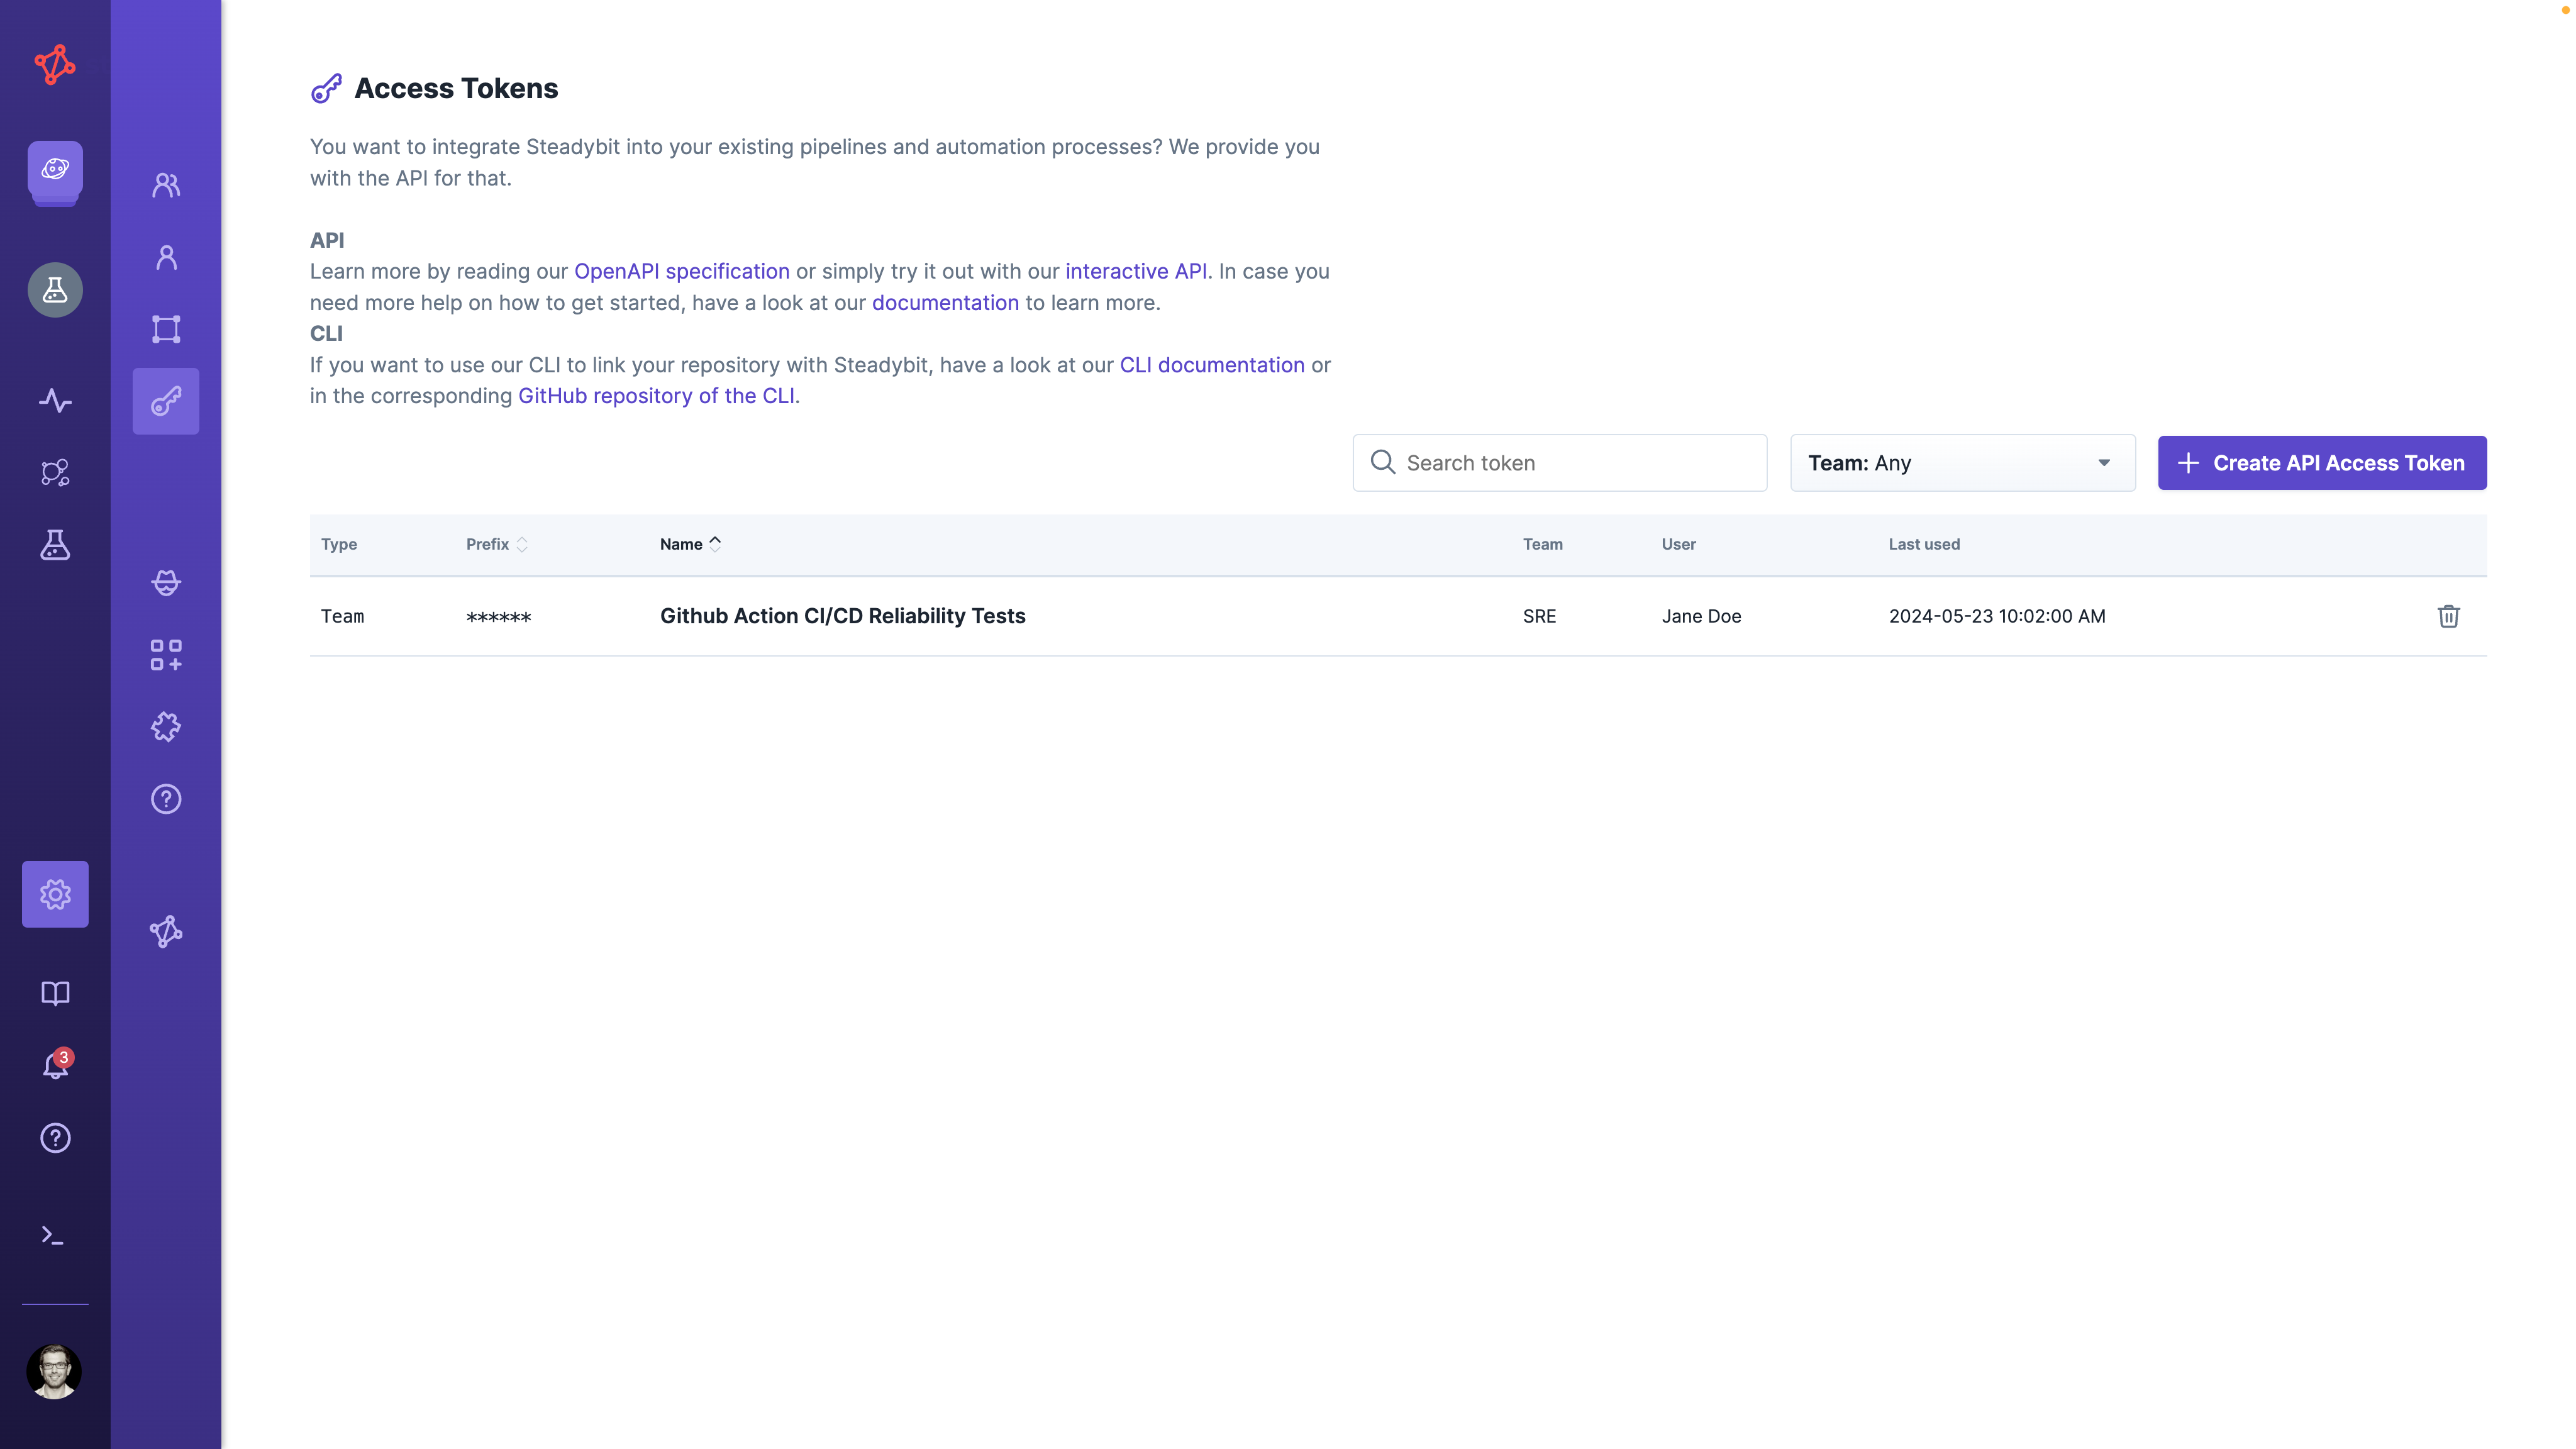 Access Tokens
You want to integrate Steadybit into your existing pipelines and automation processes? We provide you
with the API for that.
API
Learn more by reading our OpenAPI specification or simply try it out with our interactive API. In case you
need more help on how to get started, have a look at our documentation to learn more.
CLI
If you want to use our CLI to link your repository with Steadybit, have a look at our CLI documentation or
in the corresponding GitHub repository of the CLI.
Search token
Team: Any
Create API Access Token
Type Prefix Name Team User Last used
Team ****** Github Action CI/CD Reliability Tests SRE Jane Doe 2024-05-23 10:02:00 AM
3